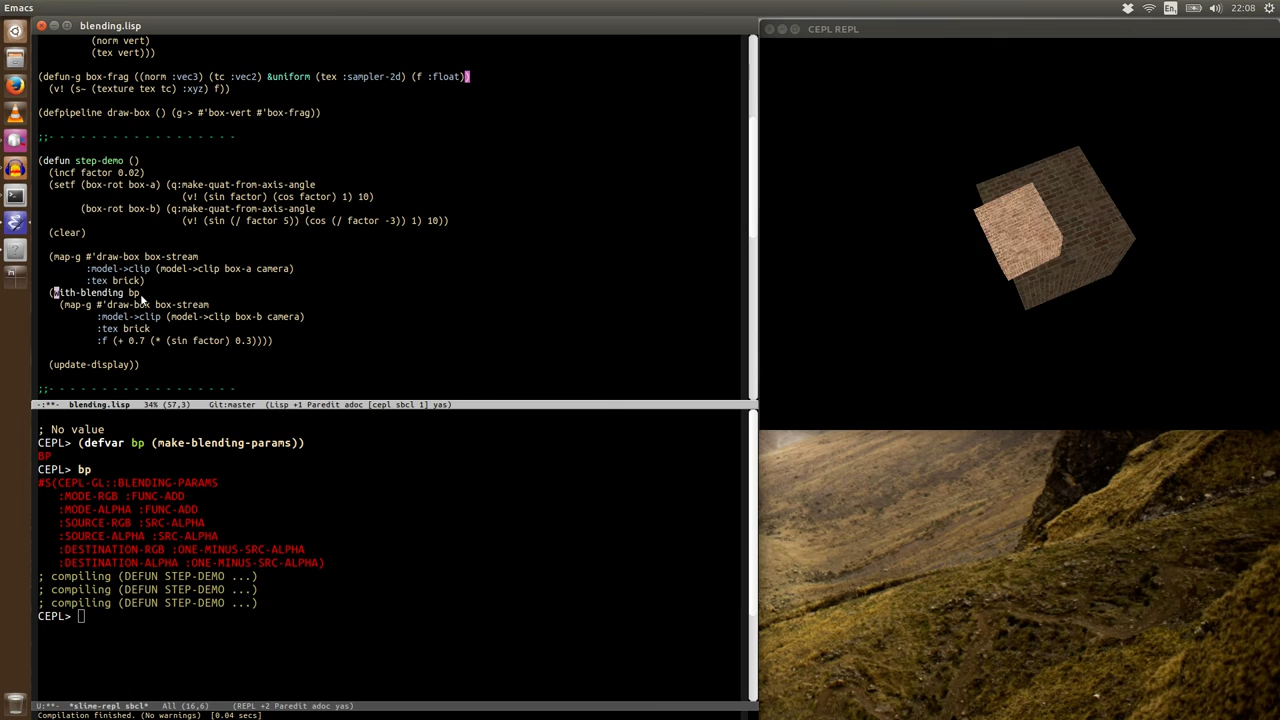 Emacs
En
22:08
blending.lisp
(norm vert)
(tex vert)))
(defun-g box-frag ((norm :vec3) (tc :vec2) &uniform (tex :sampler-2d) (f :float))
(v! (s~ (texture tex tc) :xyz) f))
(defpipeline draw-box () (g-> #'box-vert #'box-frag))
;;- - - - - - - - - - - - - - - - - -
(defun step-demo ()
(incf factor 0.02)
(setf (box-rot box-a) (q:make-quat-from-axis-angle
(v! (sin factor) (cos factor) 1) 10)
(box-rot box-b) (q:make-quat-from-axis-angle
(v! (sin (/ factor 5)) (cos (/ factor -3)) 1) 10))
(clear)
(map-g #'draw-box box-stream
:model->clip (model->clip box-a camera)
:tex brick)
(with-blending bp
(map-g #'draw-box box-stream
:model->clip (model->clip box-b camera)
:tex brick
:f (+ 0.7 (* (sin factor) 0.3))))
(update-display))
;;- - - - - - - - - - - - - - - - - -
-:**- blending.lisp 34% (57,3) Git:master (Lisp +1 Paredit adoc [cepl sbcl 1] yas)
; No value
CEPL> (defvar bp (make-blending-params))
BP
CEPL> bp
#S(CEPL-GL::BLENDING-PARAMS
:MODE-RGB :FUNC-ADD
:MODE-ALPHA :FUNC-ADD
:SOURCE-RGB :SRC-ALPHA
:SOURCE-ALPHA :SRC-ALPHA
:DESTINATION-RGB :ONE-MINUS-SRC-ALPHA
:DESTINATION-ALPHA :ONE-MINUS-SRC-ALPHA)
; compiling (DEFUN STEP-DEMO ...)
; compiling (DEFUN STEP-DEMO ...)
; compiling (DEFUN STEP-DEMO ...)
CEPL>
U:**- *slime-repl sbcl* All (16,6) (REPL +2 Paredit adoc yas)
Compilation finished. (No warnings) [0.04 secs]
CEPL REPL